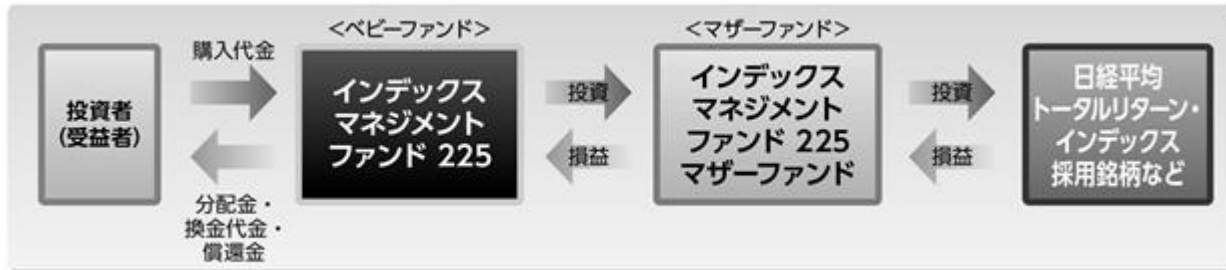 投資者
(受益者)
購入代金
分配金・
換金代金・
償還金
<ベビーファンド>
インデックス
マネジメント
ファンド 225
投資
損益
<マザーファンド>
インデックス
マネジメント
ファンド 225
マザーファンド
投資
損益
日経平均
トータルリターン・
インデックス
採用銘柄など